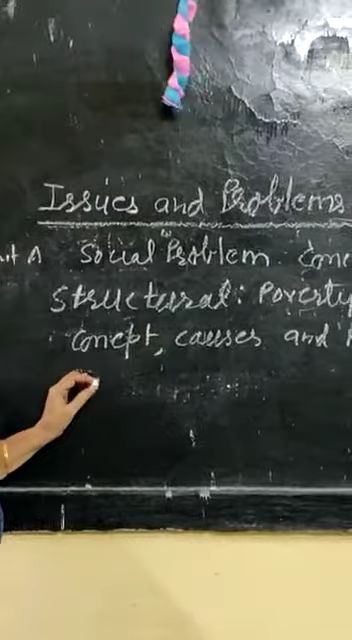 Issues and Problems
A Social Problem
Structural: Poverty
Concept, causes and